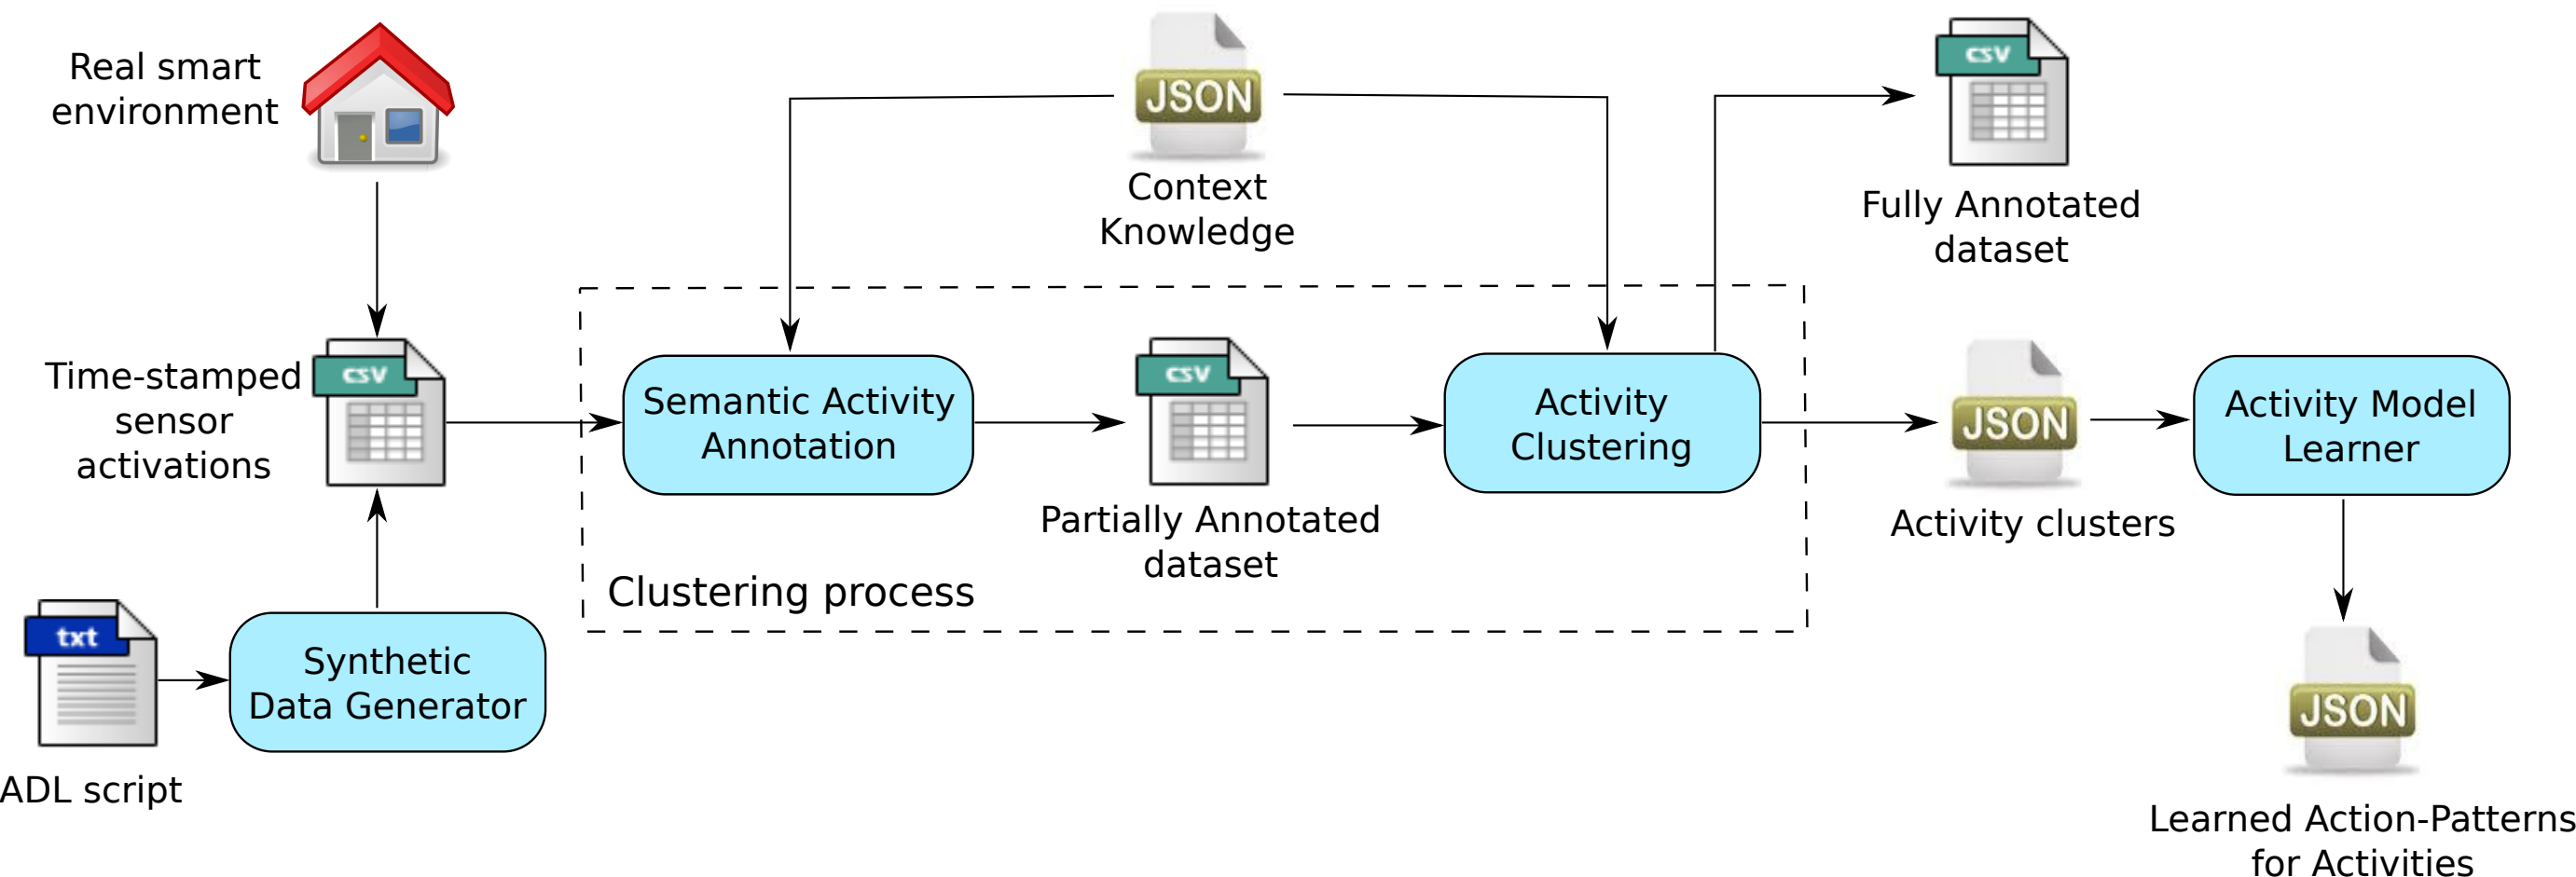 Real smart
environment
JSON
Context
Knowledge
csv
Fully Annotated
dataset
Time-stamped
sensor
activations
csv
Semantic Activity
Annotation
csv
Partially Annotated
dataset
Activity
Clustering
JSON
Activity clusters
Activity Model
Learner
Clustering process
txt
ADL script
Synthetic
Data Generator
JSON
Learned Action-Patterns
for Activities